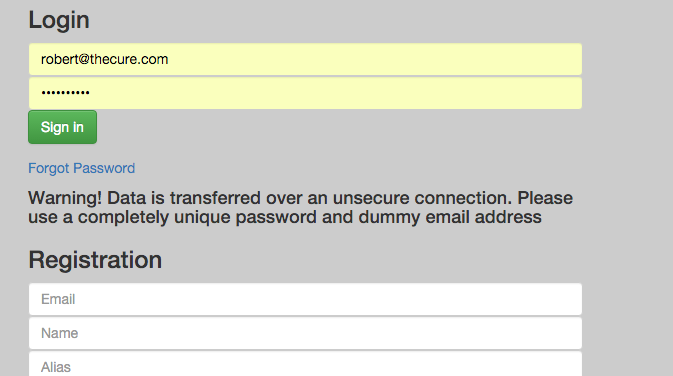 Login
robert@thecure.com
••••••••••
Sign in
Forgot Password
Warning! Data is transferred over an unsecure connection. Please
use a completely unique password and dummy email address
Registration
Email
Name
Alias